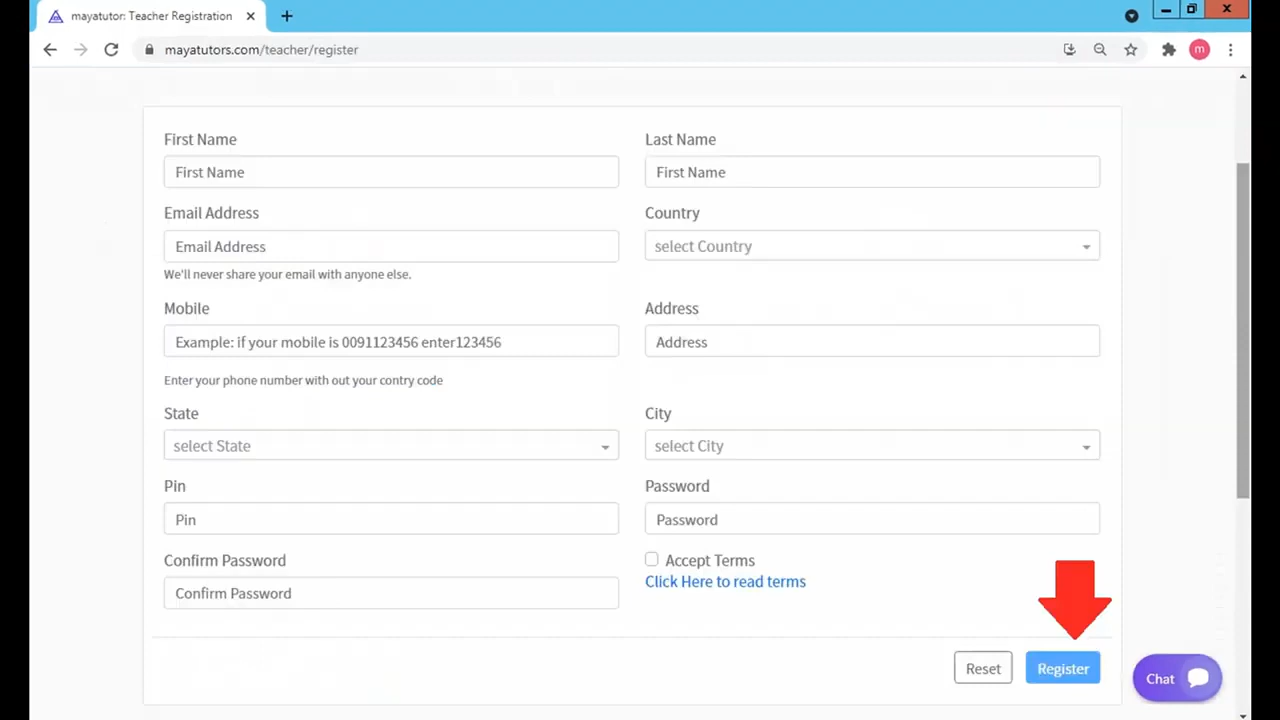 mayatutor: Teacher Registration
mayatutors.com/teacher/register
m
First Name
Last Name
First Name
First Name
Email Address
Country
Email Address
select Country
We'll never share your email with anyone else.
Mobile
Address
Example: if your mobile is 0091123456 enter123456
Address
Enter your phone number with out your contry code
State
City
select State
select City
Pin
Password
Pin
Password
Confirm Password
Accept Terms
Click Here to read terms
Confirm Password
Reset
Register
Chat